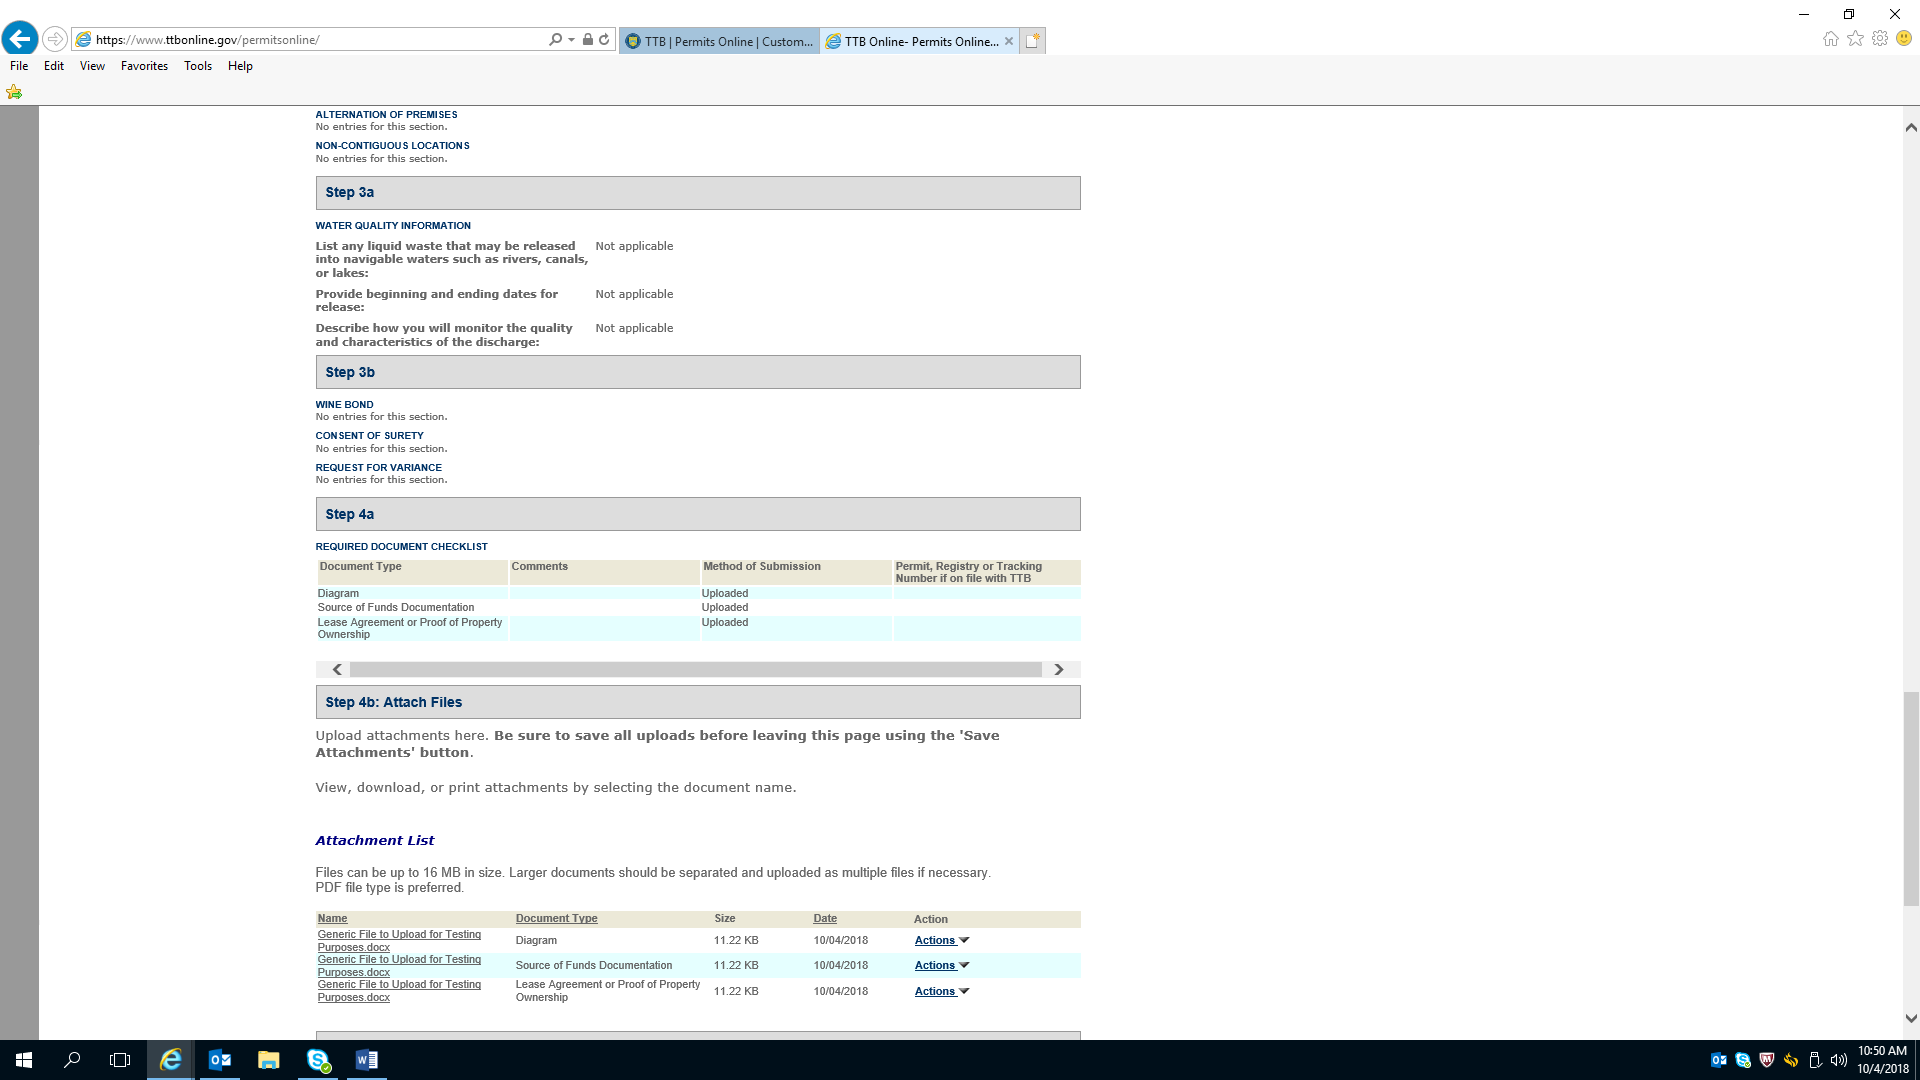 https://www.ttbonline.gov/permitsonline/
TTB | Permits Online | Custom...
TTB Online- Permits Online...
File Edit View Favorites Tools Help
ALTERNATION OF PREMISES
No entries for this section.
NON-CONTIGUOUS LOCATIONS
No entries for this section.
Step 3a
WATER QUALITY INFORMATION
List any liquid waste that may be released Not applicable
into navigable waters such as rivers, canals,
or lakes:
Provide beginning and ending dates for Not applicable
release:
Describe how you will monitor the quality Not applicable
and characteristics of the discharge:
Step 3b
WINE BOND
No entries for this section.
CONSENT OF SURETY
No entries for this section.
REQUEST FOR VARIANCE
No entries for this section.
Step 4a
REQUIRED DOCUMENT CHECKLIST
Document Type Comments Method of Submission Permit, Registry or Tracking
Number if on file with TTB
Diagram Uploaded
Source of Funds Documentation Uploaded
Lease Agreement or Proof of Property Uploaded
Ownership
Step 4b: Attach Files
Upload attachments here. Be sure to save all uploads before leaving this page using the 'Save
Attachments' button.
View, download, or print attachments by selecting the document name.
Attachment List
Files can be up to 16 MB in size. Larger documents should be separated and uploaded as multiple files if necessary.
PDF file type is preferred.
Name Document Type Size Date Action
Generic File to Upload for Testing
Purposes.docx Diagram 11.22 KB 10/04/2018 Actions
Generic File to Upload for Testing
Purposes.docx Source of Funds Documentation 11.22 KB 10/04/2018 Actions
Generic File to Upload for Testing Lease Agreement or Proof of Property
Purposes.docx Ownership 11.22 KB 10/04/2018 Actions
10:50 AM
10/4/2018